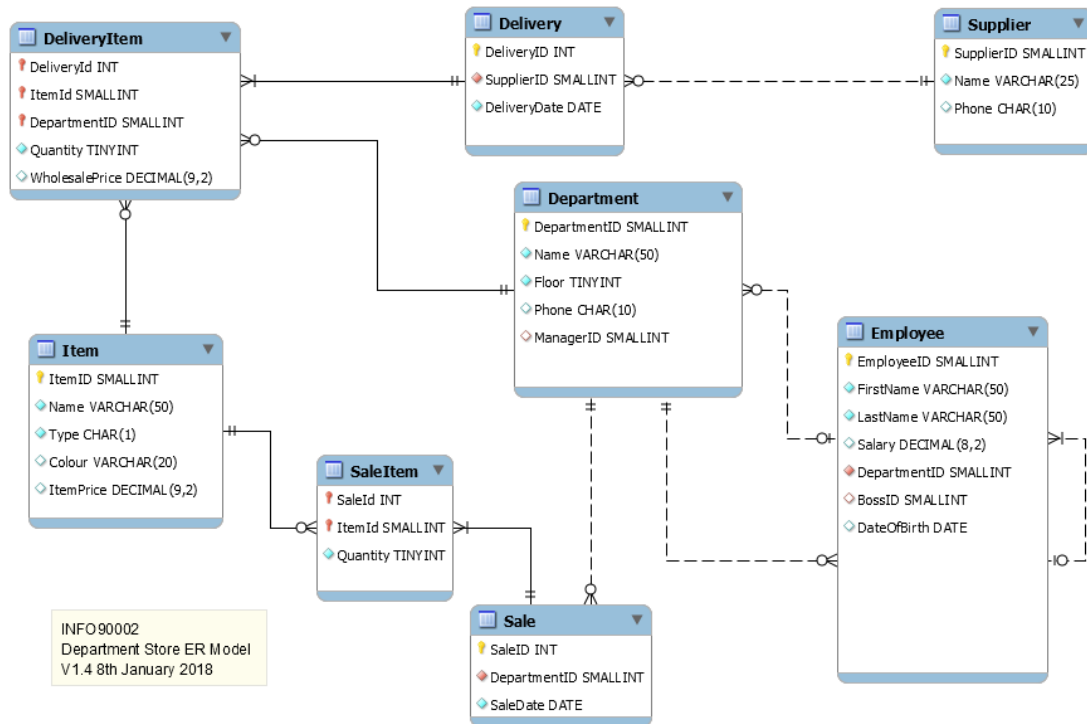 DeliveryItem
DeliveryId INT
ItemId SMALLINT
DepartmentID SMALLINT
Quantity TINYINT
WholesalePrice DECIMAL(9,2)
Delivery
DeliveryID INT
SupplierID SMALLINT
DeliveryDate DATE
Supplier
SupplierID SMALLINT
Name VARCHAR(25)
Phone CHAR(10)
Department
DepartmentID SMALLINT
Name VARCHAR(50)
Floor TINYINT
Phone CHAR(10)
ManagerID SMALLINT
Item
ItemID SMALLINT
Name VARCHAR(50)
Type CHAR(1)
Colour VARCHAR(20)
ItemPrice DECIMAL(9,2)
Employee
EmployeeID SMALLINT
FirstName VARCHAR(50)
LastName VARCHAR(50)
Salary DECIMAL(8,2)
DepartmentID SMALLINT
BossID SMALLINT
DateOfBirth DATE
SaleItem
SaleId INT
ItemId SMALLINT
Quantity TINYINT
Sale
SaleID INT
DepartmentID SMALLINT
SaleDate DATE
INFO90002
Department Store ER Model
V1.4 8th January 2018